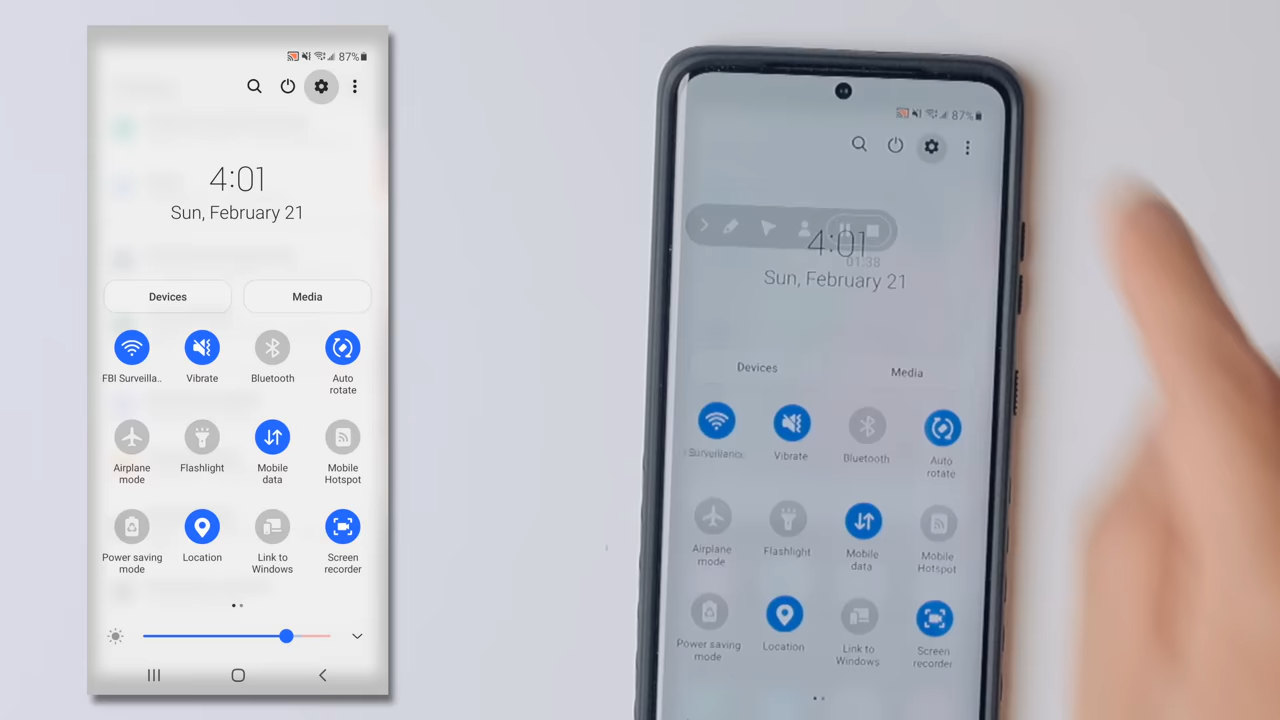 87%
4:01
Sun, February 21
Devices
Media
FBI Surveilla..
Vibrate
Bluetooth
Auto
rotate
Airplane
mode
Flashlight
Mobile
data
Mobile
Hotspot
Power saving
mode
Location
Link to
Windows
Screen
recorder
87%
4:01
01:38
Sun, February 21
Devices
Media
Surveillance
Vibrate
Bluetooth
Auto
rotate
Airplane
mode
Flashlight
Mobile
data
Mobile
Hotspot
Power saving
mode
Location
Link to
Windows
Screen
recorder